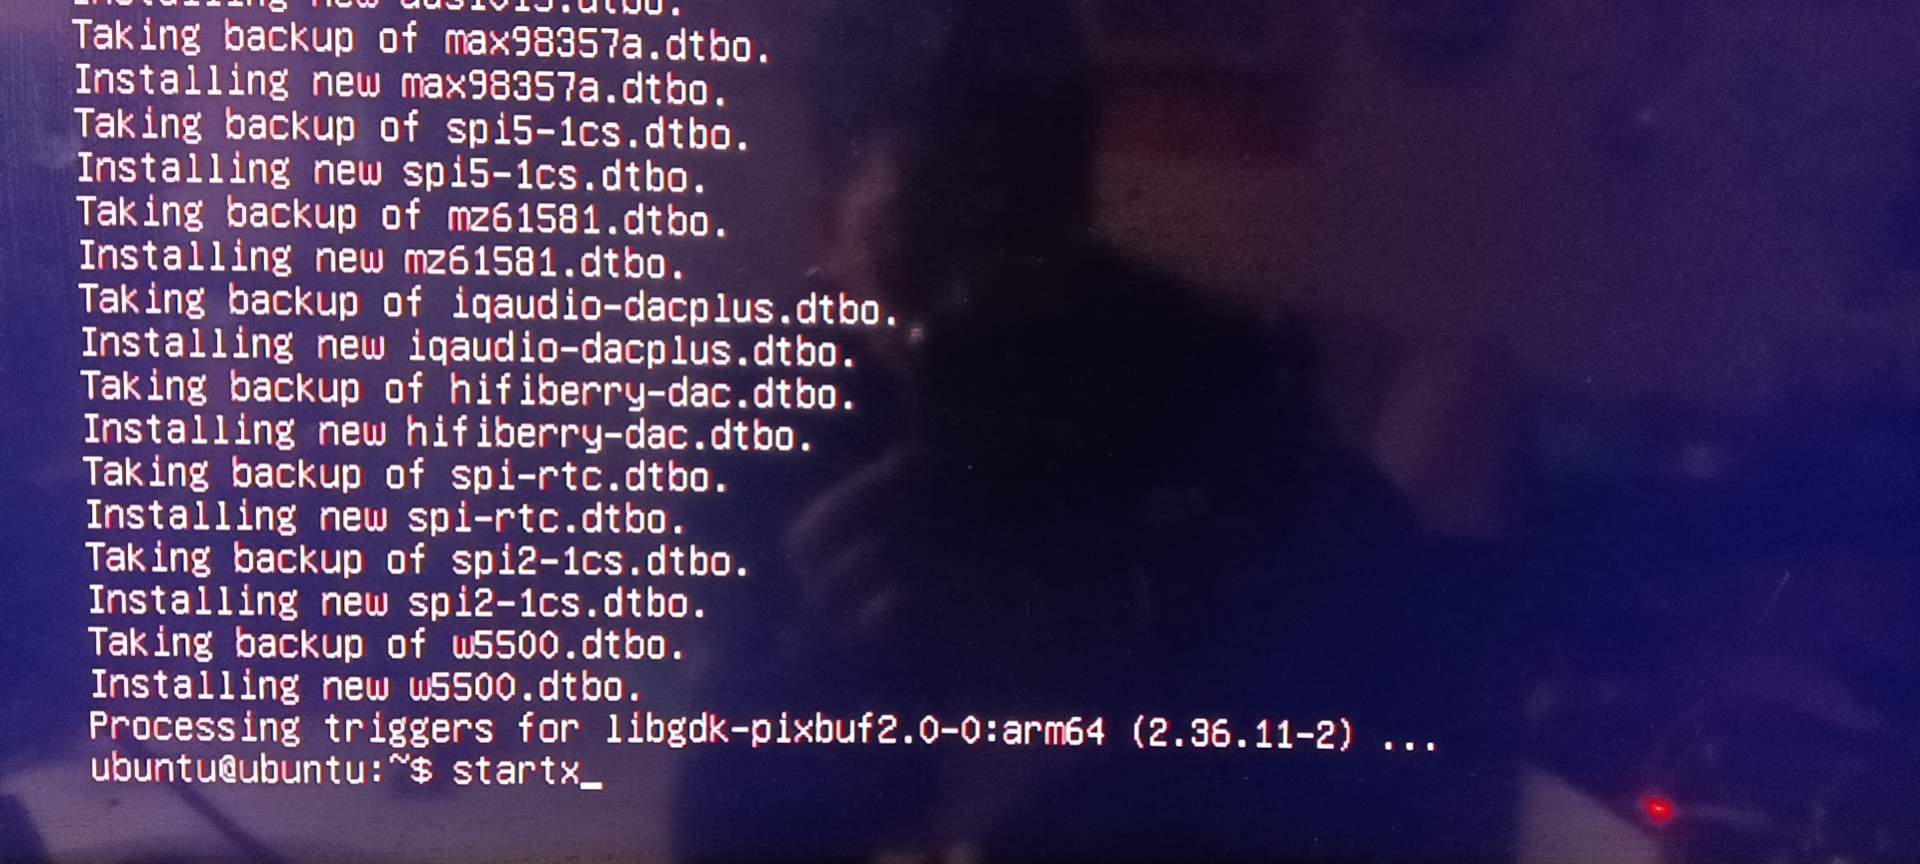 Installing new ads1015.dtbo.
Taking backup of max98357a.dtbo.
Installing new max98357a.dtbo.
Taking backup of spi5-1cs.dtbo.
Installing new spi5-1cs.dtbo.
Taking backup of mz61581.dtbo.
Installing new mz61581.dtbo.
Taking backup of iqaudio-dacplus.dtbo.
Installing new iqaudio-dacplus.dtbo.
Taking backup of hifiberry-dac.dtbo.
Installing new hifiberry-dac.dtbo.
Taking backup of spi-rtc.dtbo.
Installing new spi-rtc.dtbo.
Taking backup of spi2-1cs.dtbo.
Installing new spi2-1cs.dtbo.
Taking backup of w5500.dtbo.
Installing new w5500.dtbo.
Processing triggers for libgdk-pixbuf2.0-0:arm64 (2.36.11-2) ...
ubuntu@ubuntu:~$ startx_